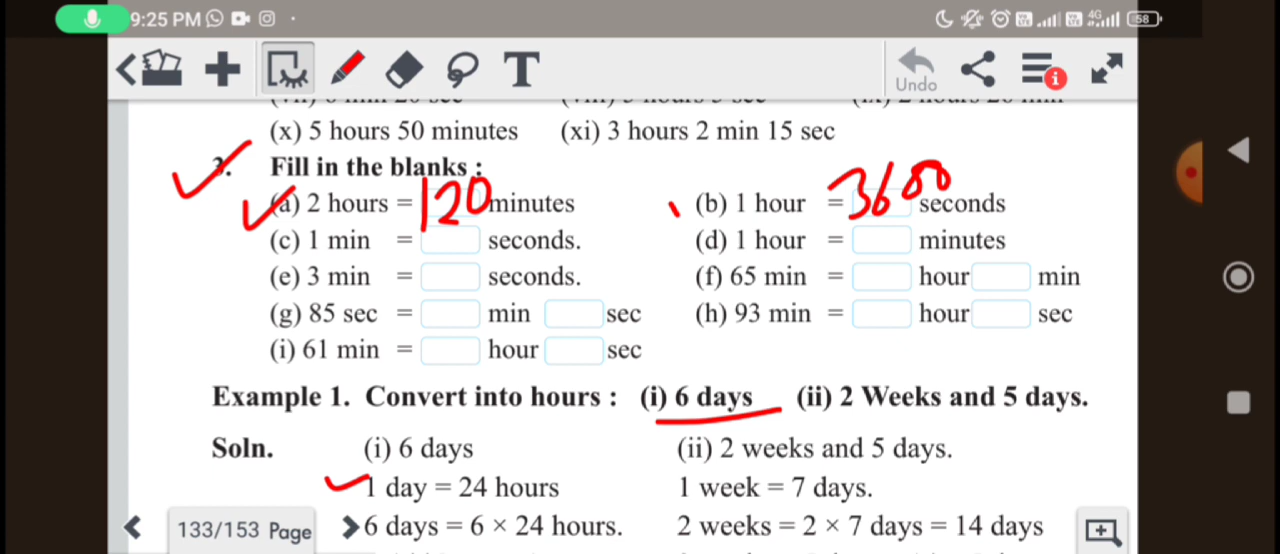 9:25 PM 4G 58
T Undo i
(x) 5 hours 50 minutes (xi) 3 hours 2 min 15 sec
Fill in the blanks :
(a) 2 hours = 120 minutes (b) 1 hour = 3600 seconds
(c) 1 min = seconds. (d) 1 hour = minutes
(e) 3 min = seconds. (f) 65 min = hour min
(g) 85 sec = min sec (h) 93 min = hour sec
(i) 61 min = hour sec
Example 1. Convert into hours : (i) 6 days (ii) 2 Weeks and 5 days.
Soln. (i) 6 days (ii) 2 weeks and 5 days.
1 day = 24 hours 1 week = 7 days.
133/153 Page 6 days = 6 × 24 hours. 2 weeks = 2 × 7 days = 14 days